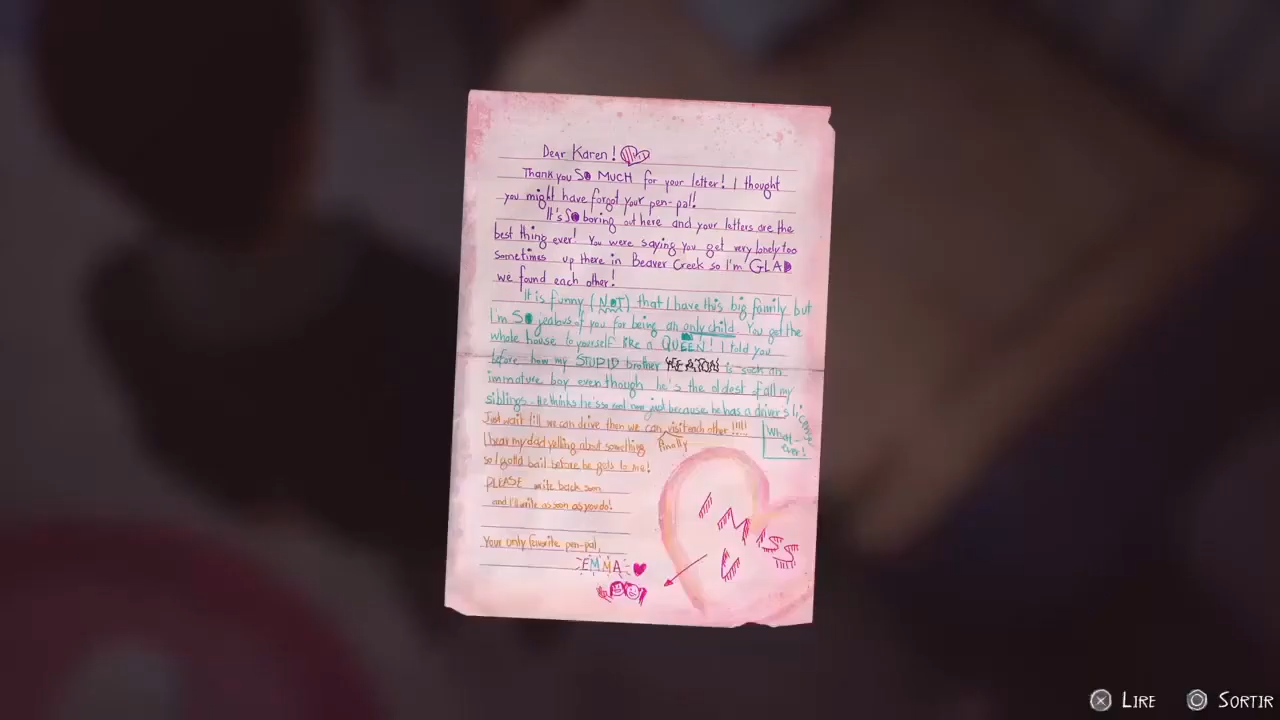 Dear Karen!
Thank you SO MUCH for your letter! I thought
you might have forgot your pen-pal!
It's SO boring out here and your letters are the
best thing ever! You were saying you get very lonely too
sometimes up there in Beaver Creek so I'm GLAD
we found each other!
It is funny (NOT) that I have this big family but
I'm SO jealous of you for being an only child. You get the
whole house to yourself like a QUEEN! I told you
before how my STUPID brother KEATON is such an
immature boy even though he's the oldest of all my
siblings. He thinks he's so cool now just because he has a driver's license
What-
ever!
Just wait till we can drive then we can finally visit each other!!!!!
I hear my dad yelling about something
so I gotta bail before he gets to me!
PLEASE write back soon
and I'll write as soon as you do!
Your only favorite pen-pal,
EMMA
I MISS
U
LIRE SORTIR